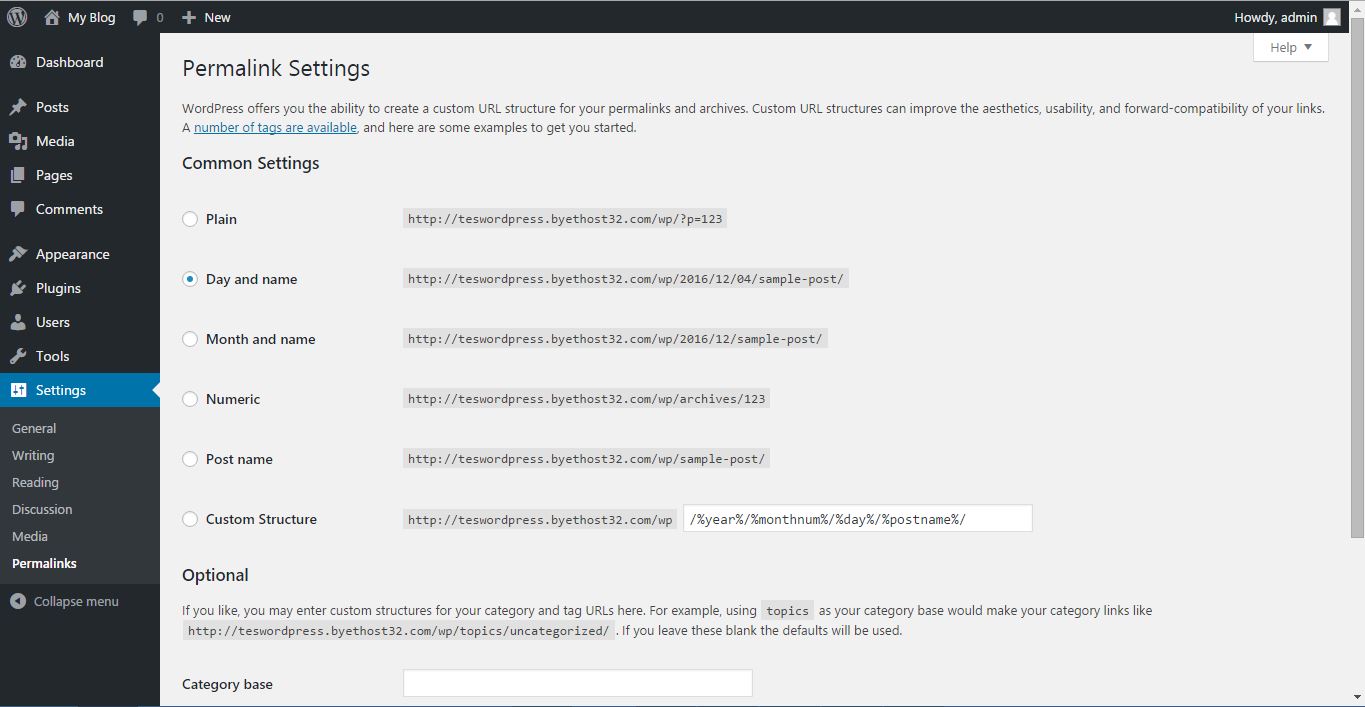 My Blog 0 New Howdy, admin
Help
Dashboard
Posts
Media
Pages
Comments
Appearance
Plugins
Users
Tools
Settings
General
Writing
Reading
Discussion
Media
Permalinks
Collapse menu
Permalink Settings
WordPress offers you the ability to create a custom URL structure for your permalinks and archives. Custom URL structures can improve the aesthetics, usability, and forward-compatibility of your links.
A number of tags are available, and here are some examples to get you started.
Common Settings
Plain http://teswordpress.byethost32.com/wp/?p=123
Day and name http://teswordpress.byethost32.com/wp/2016/12/04/sample-post/
Month and name http://teswordpress.byethost32.com/wp/2016/12/sample-post/
Numeric http://teswordpress.byethost32.com/wp/archives/123
Post name http://teswordpress.byethost32.com/wp/sample-post/
Custom Structure http://teswordpress.byethost32.com/wp /%year%/%monthnum%/%day%/%postname%/
Optional
If you like, you may enter custom structures for your category and tag URLs here. For example, using topics as your category base would make your category links like
http://teswordpress.byethost32.com/wp/topics/uncategorized/ . If you leave these blank the defaults will be used.
Category base